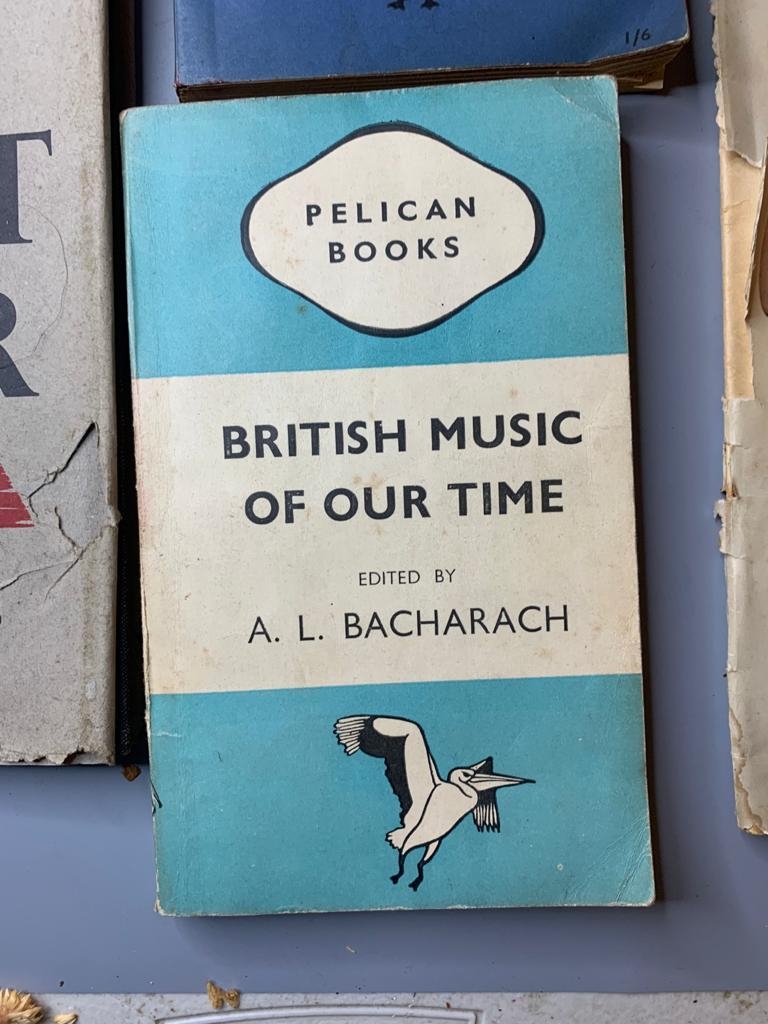 1/6
PELICAN
BOOKS
BRITISH MUSIC
OF OUR TIME
EDITED BY
A. L. BACHARACH
T
R